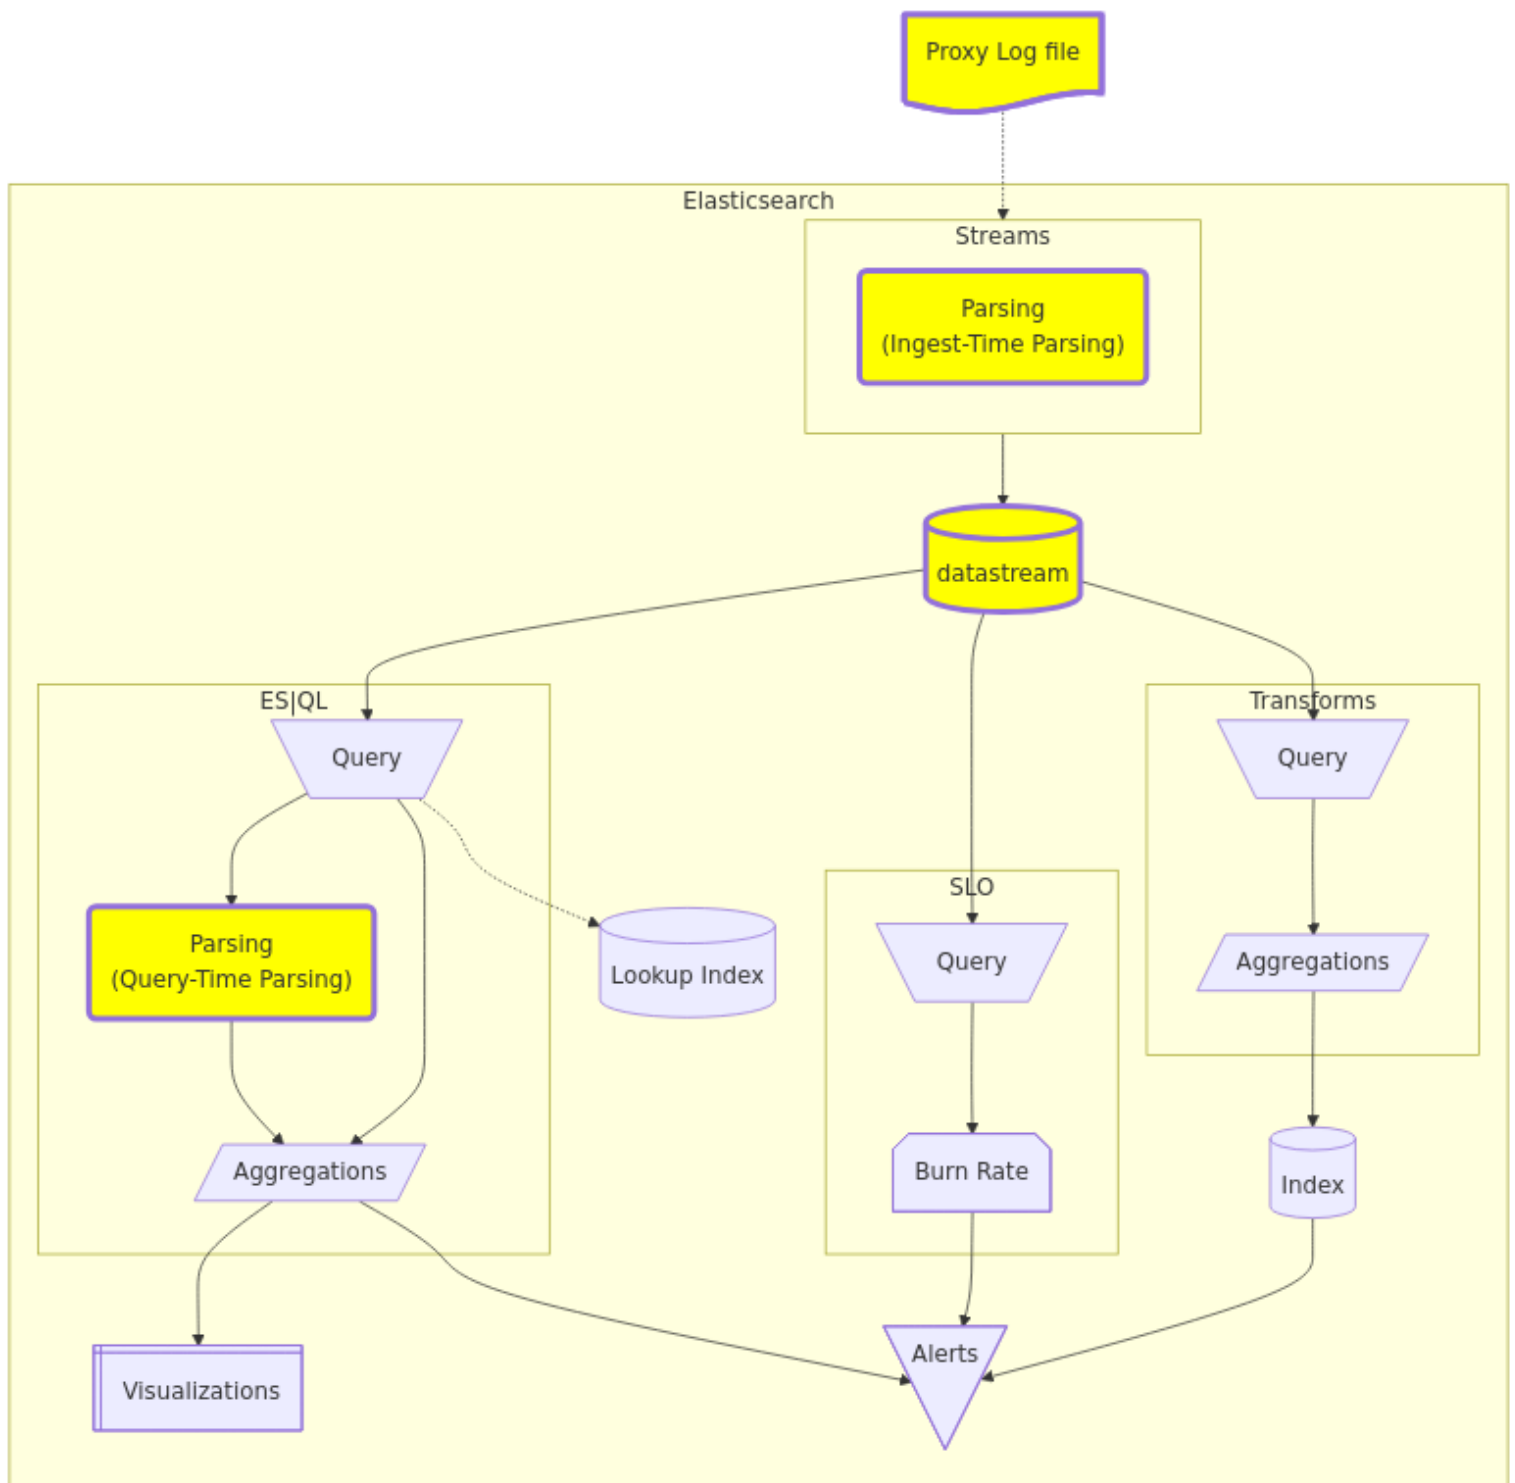 Proxy Log file
Elasticsearch
Streams
Parsing
(Ingest-Time Parsing)
datastream
ES|QL
Transforms
Query
Query
SLO
Parsing
(Query-Time Parsing)
Lookup Index
Query
Aggregations
Aggregations
Burn Rate
Index
Alerts
Visualizations